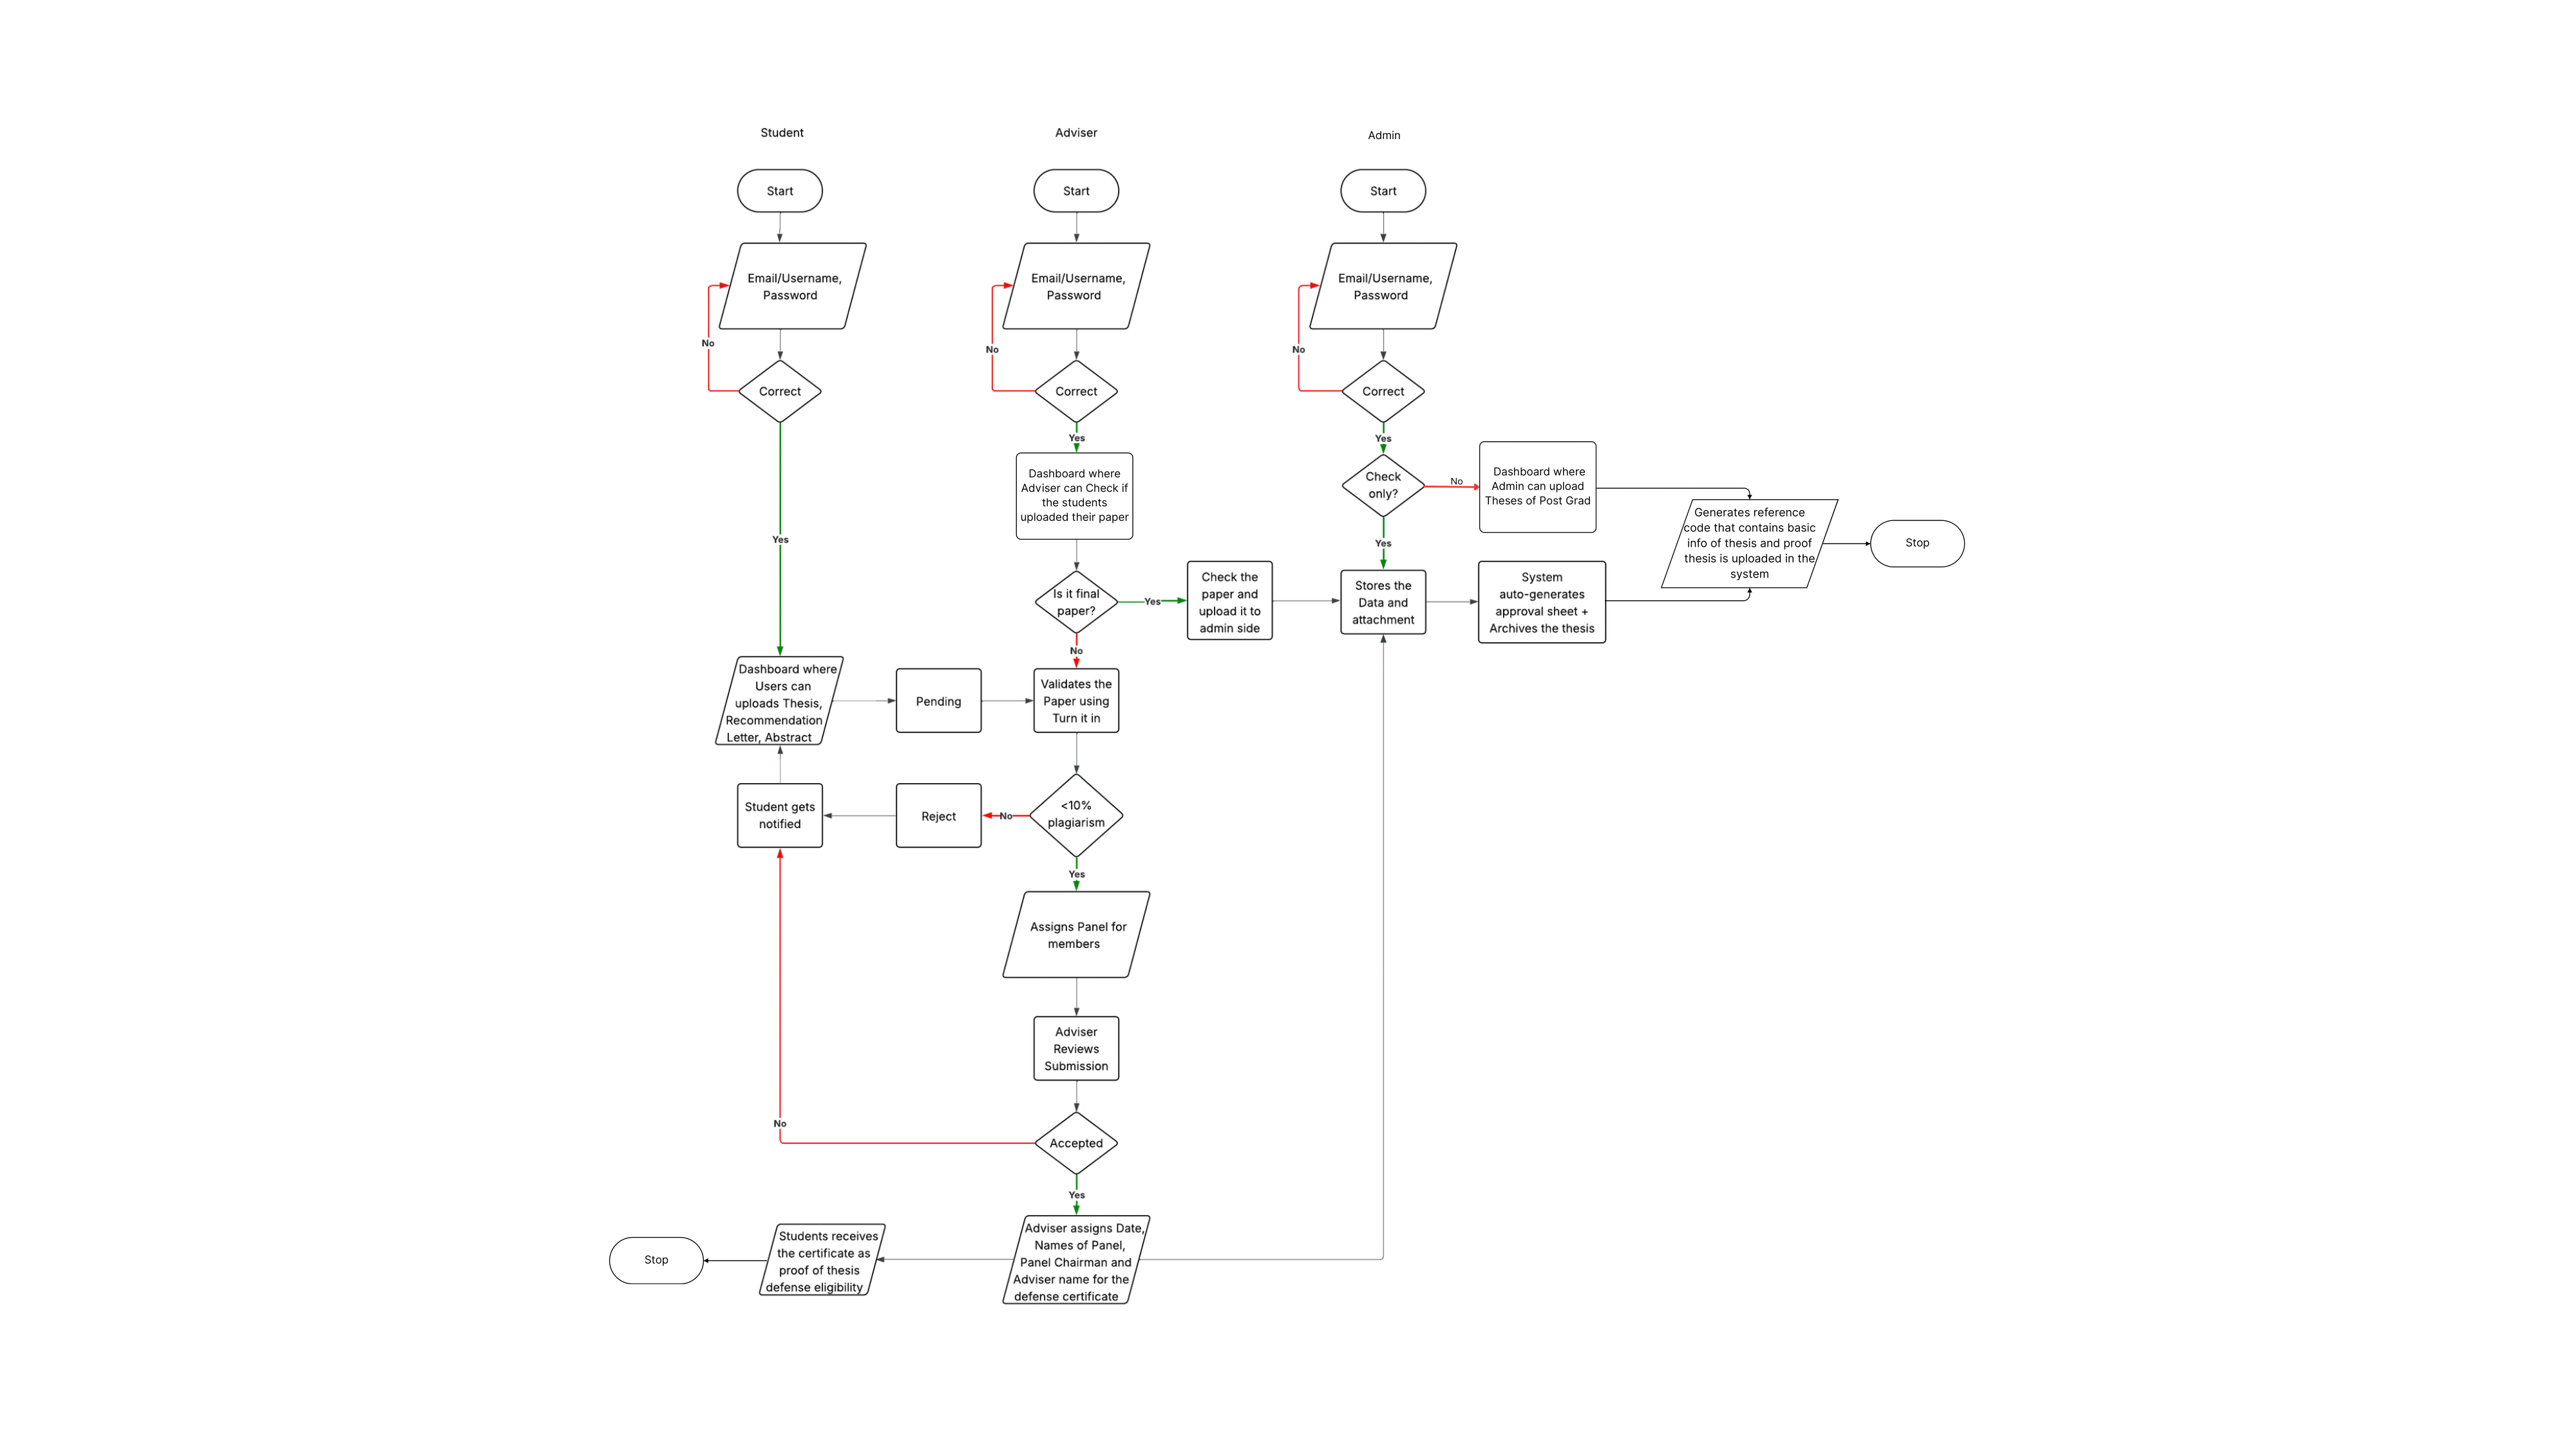 Student
Adviser
Admin
Start
Start
Start
Email/Username,
Password
Email/Username,
Password
Email/Username,
Password
No
No
No
Correct
Correct
Correct
Yes
Yes
Dashboard where
Adviser can Check if
the students
uploaded their paper
Check
only?
No
Dashboard where
Admin can upload
Theses of Post Grad
Generates reference
code that contains basic
info of thesis and proof
thesis is uploaded in the
system
Stop
Yes
Yes
Is it final
paper?
Yes
Check the
paper and
upload it to
admin side
Stores the
Data and
attachment
System
auto-generates
approval sheet +
Archives the thesis
No
Dashboard where
Users can
uploads Thesis,
Recommendation
Letter, Abstract
Pending
Validates the
Paper using
Turn it in
Student gets
notified
Reject
No
<10%
plagiarism
Yes
Assigns Panel for
members
Adviser
Reviews
Submission
No
Accepted
Yes
Stop
Students receives
the certificate as
proof of thesis
defense eligibility
Adviser assigns Date,
Names of Panel,
Panel Chairman and
Adviser name for the
defense certificate